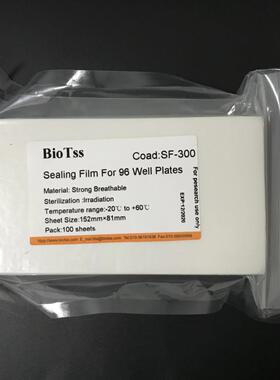 BioTss
Coad:SF-300
Sealing Film For 96 Well Plates
Material: Strong Breathable
Sterilization :Irradiation
Temperature range:-20℃ to +60℃
Sheet Size:152mm*81mm
Pack:100 sheets
For pesearch use only